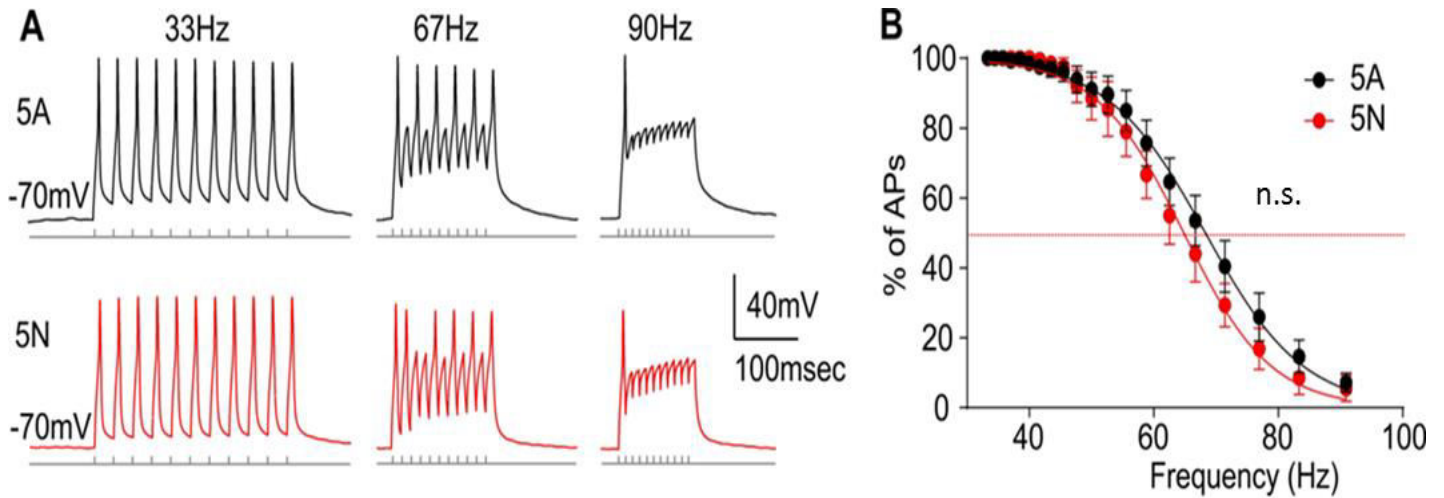 A
33Hz 67Hz 90Hz
5A
-70mV
5N
-70mV
40mV
100msec
B
100
80
60
40
20
0
% of APs
5A
5N
n.s.
40 60 80 100
Frequency (Hz)